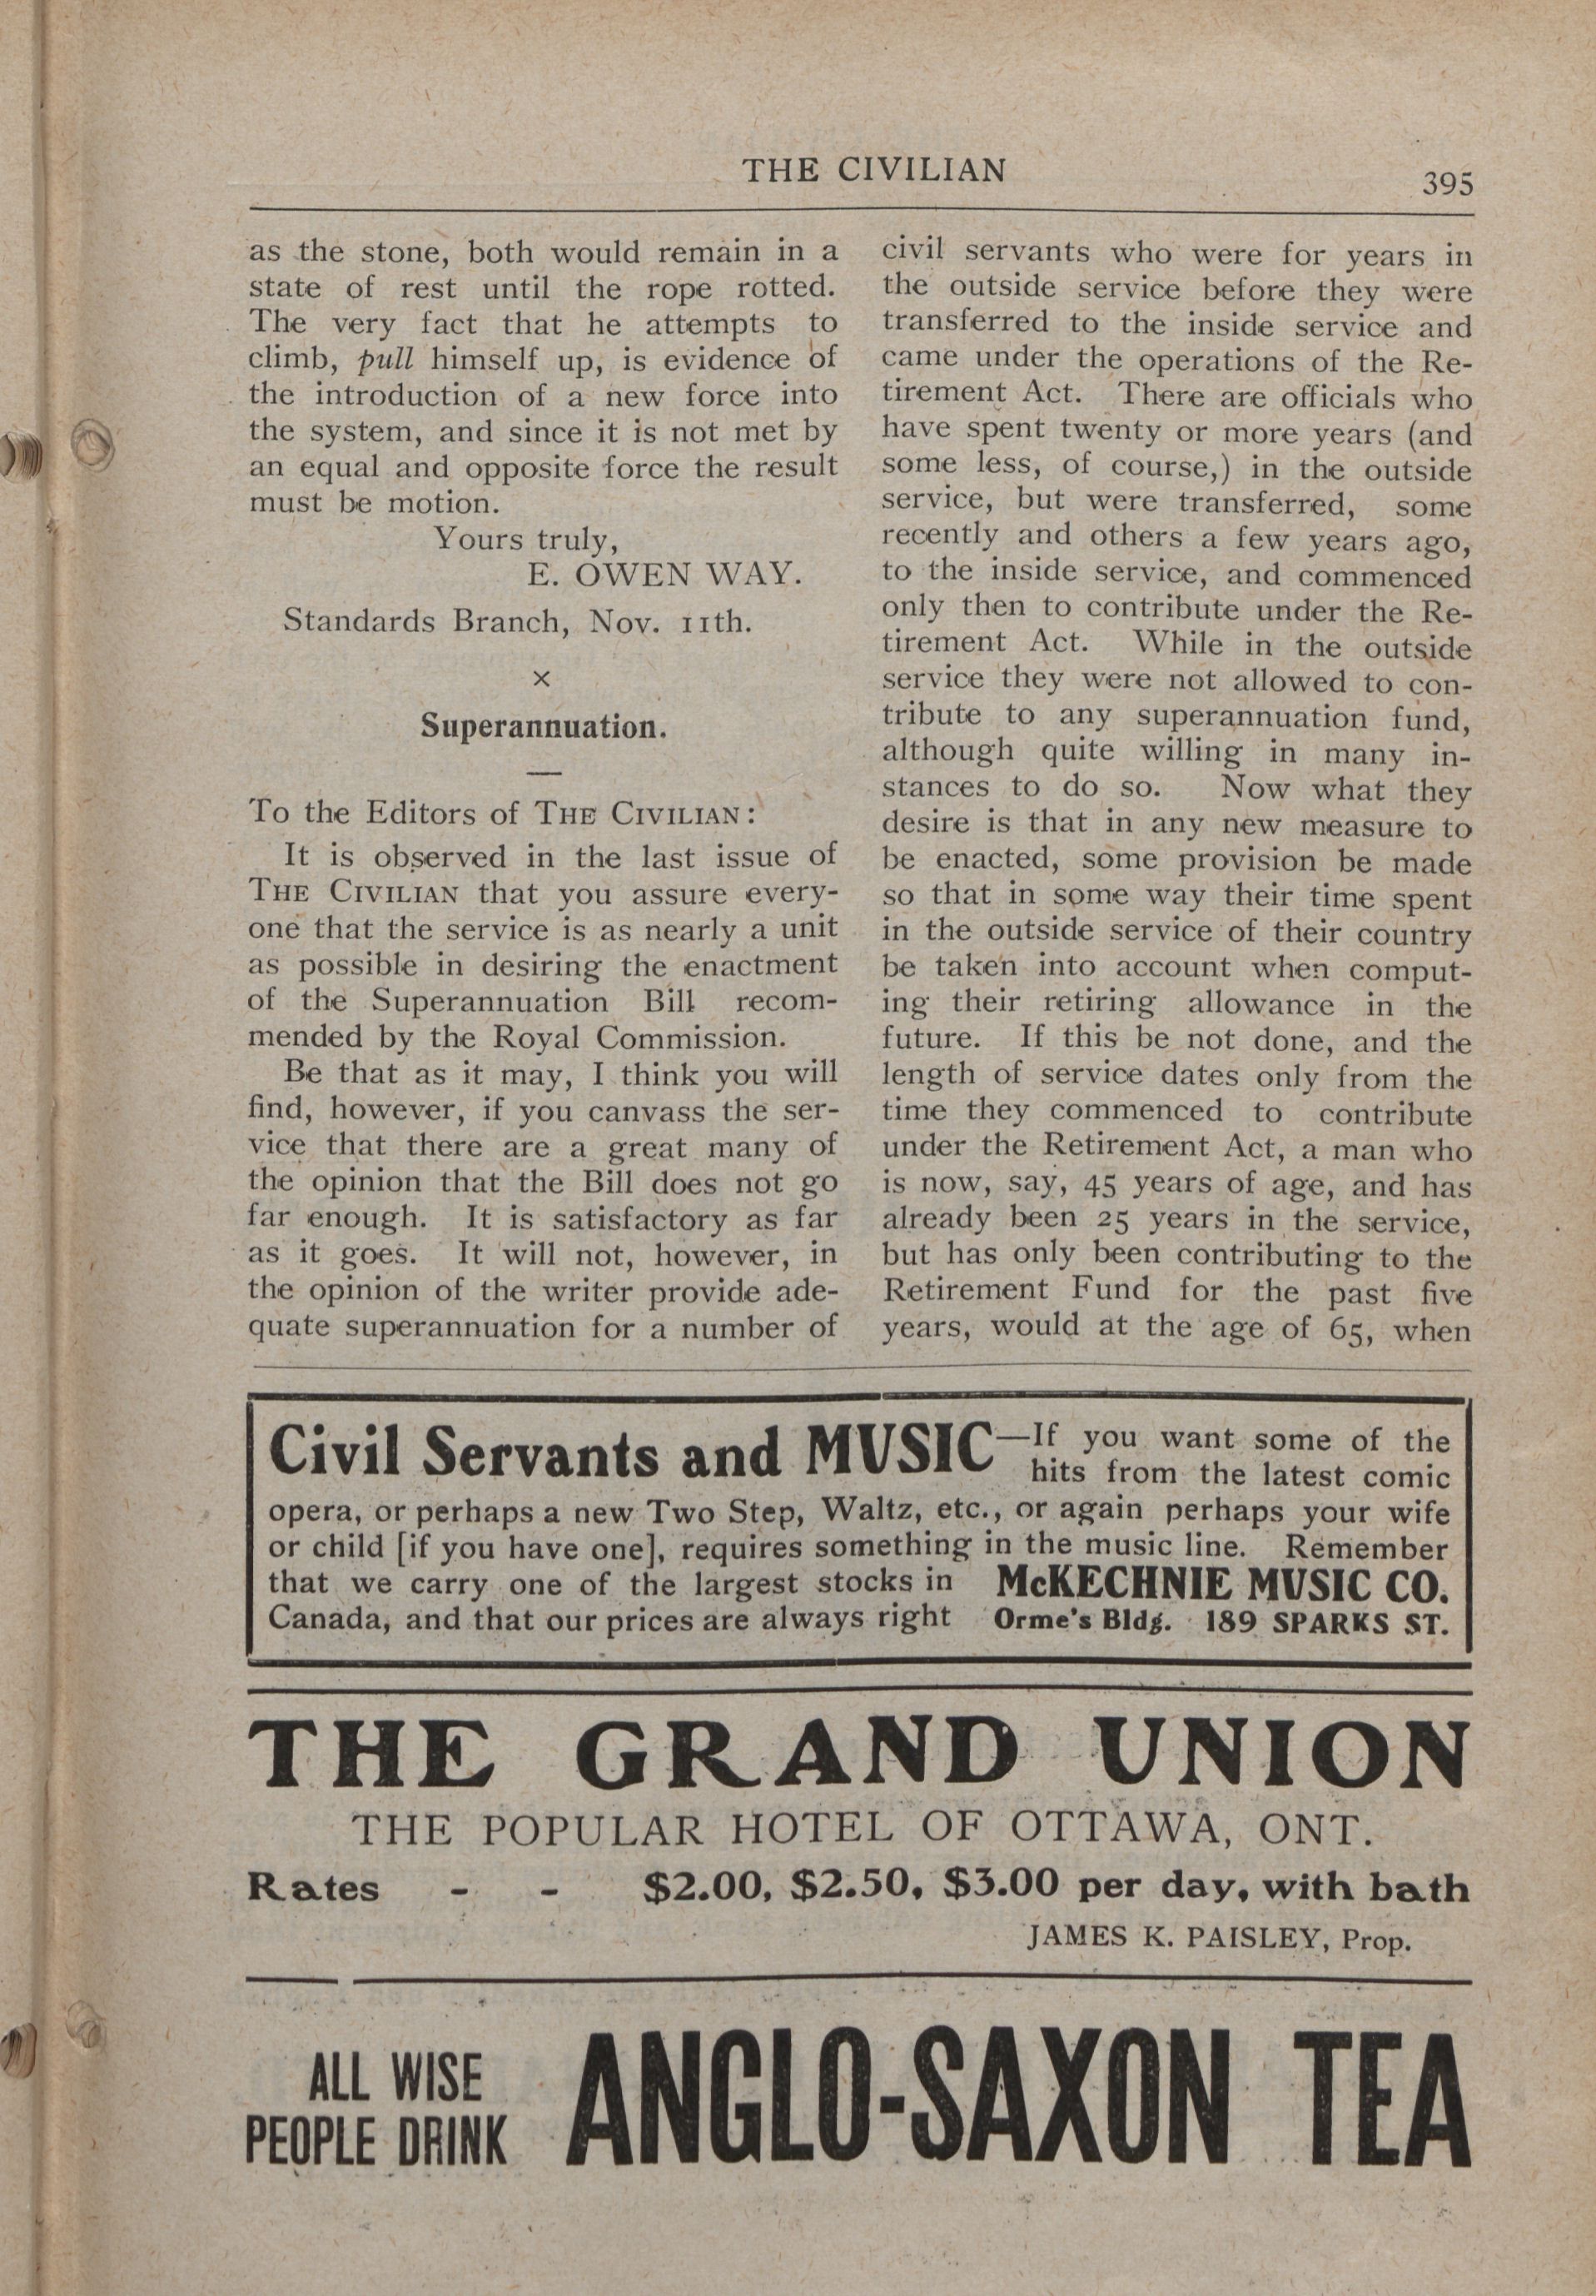 THE CIVILIAN
395
as the stone, both would remain in a
state of rest until the rope rotted.
The very fact that he attempts to
climb, pull himself up, is evidence of
the introduction of a new force into
the system, and since it is not met by
an equal and opposite force the result
must be motion.
Yours truly,
E. OWEN WAY.
Standards Branch, Nov. 11th.
×
Superannuation.
—
To the Editors of THE CIVILIAN:
It is observed in the last issue of
THE CIVILIAN that you assure every-
one that the service is as nearly a unit
as possible in desiring the enactment
of the Superannuation Bill recom-
mended by the Royal Commission.
Be that as it may, I think you will
find, however, if you canvass the ser-
vice that there are a great many of
the opinion that the Bill does not go
far enough. It is satisfactory as far
as it goes. It will not, however, in
the opinion of the writer provide ade-
quate superannuation for a number of
civil servants who were for years in
the outside service before they were
transferred to the inside service and
came under the operations of the Re-
tirement Act. There are officials who
have spent twenty or more years (and
some less, of course,) in the outside
service, but were transferred, some
recently and others a few years ago,
to the inside service, and commenced
only then to contribute under the Re-
tirement Act. While in the outside
service they were not allowed to con-
tribute to any superannuation fund,
although quite willing in many in-
stances to do so. Now what they
desire is that in any new measure to
be enacted, some provision be made
so that in some way their time spent
in the outside service of their country
be taken into account when comput-
ing their retiring allowance in the
future. If this be not done, and the
length of service dates only from the
time they commenced to contribute
under the Retirement Act, a man who
is now, say, 45 years of age, and has
already been 25 years in the service,
but has only been contributing to the
Retirement Fund for the past five
years, would at the age of 65, when
Civil Servants and MUSIC—If you want some of the
hits from the latest comic
opera, or perhaps a new Two Step, Waltz, etc., or again perhaps your wife
or child [if you have one], requires something in the music line. Remember
that we carry one of the largest stocks in McKECHNIE MUSIC CO.
Canada, and that our prices are always right Orme's Bldg. 189 SPARKS ST.
THE GRAND UNION
THE POPULAR HOTEL OF OTTAWA, ONT.
Rates - - $2.00, $2.50, $3.00 per day, with bath
JAMES K. PAISLEY, Prop.
ALL WISE
PEOPLE DRINK
ANGLO-SAXON TEA